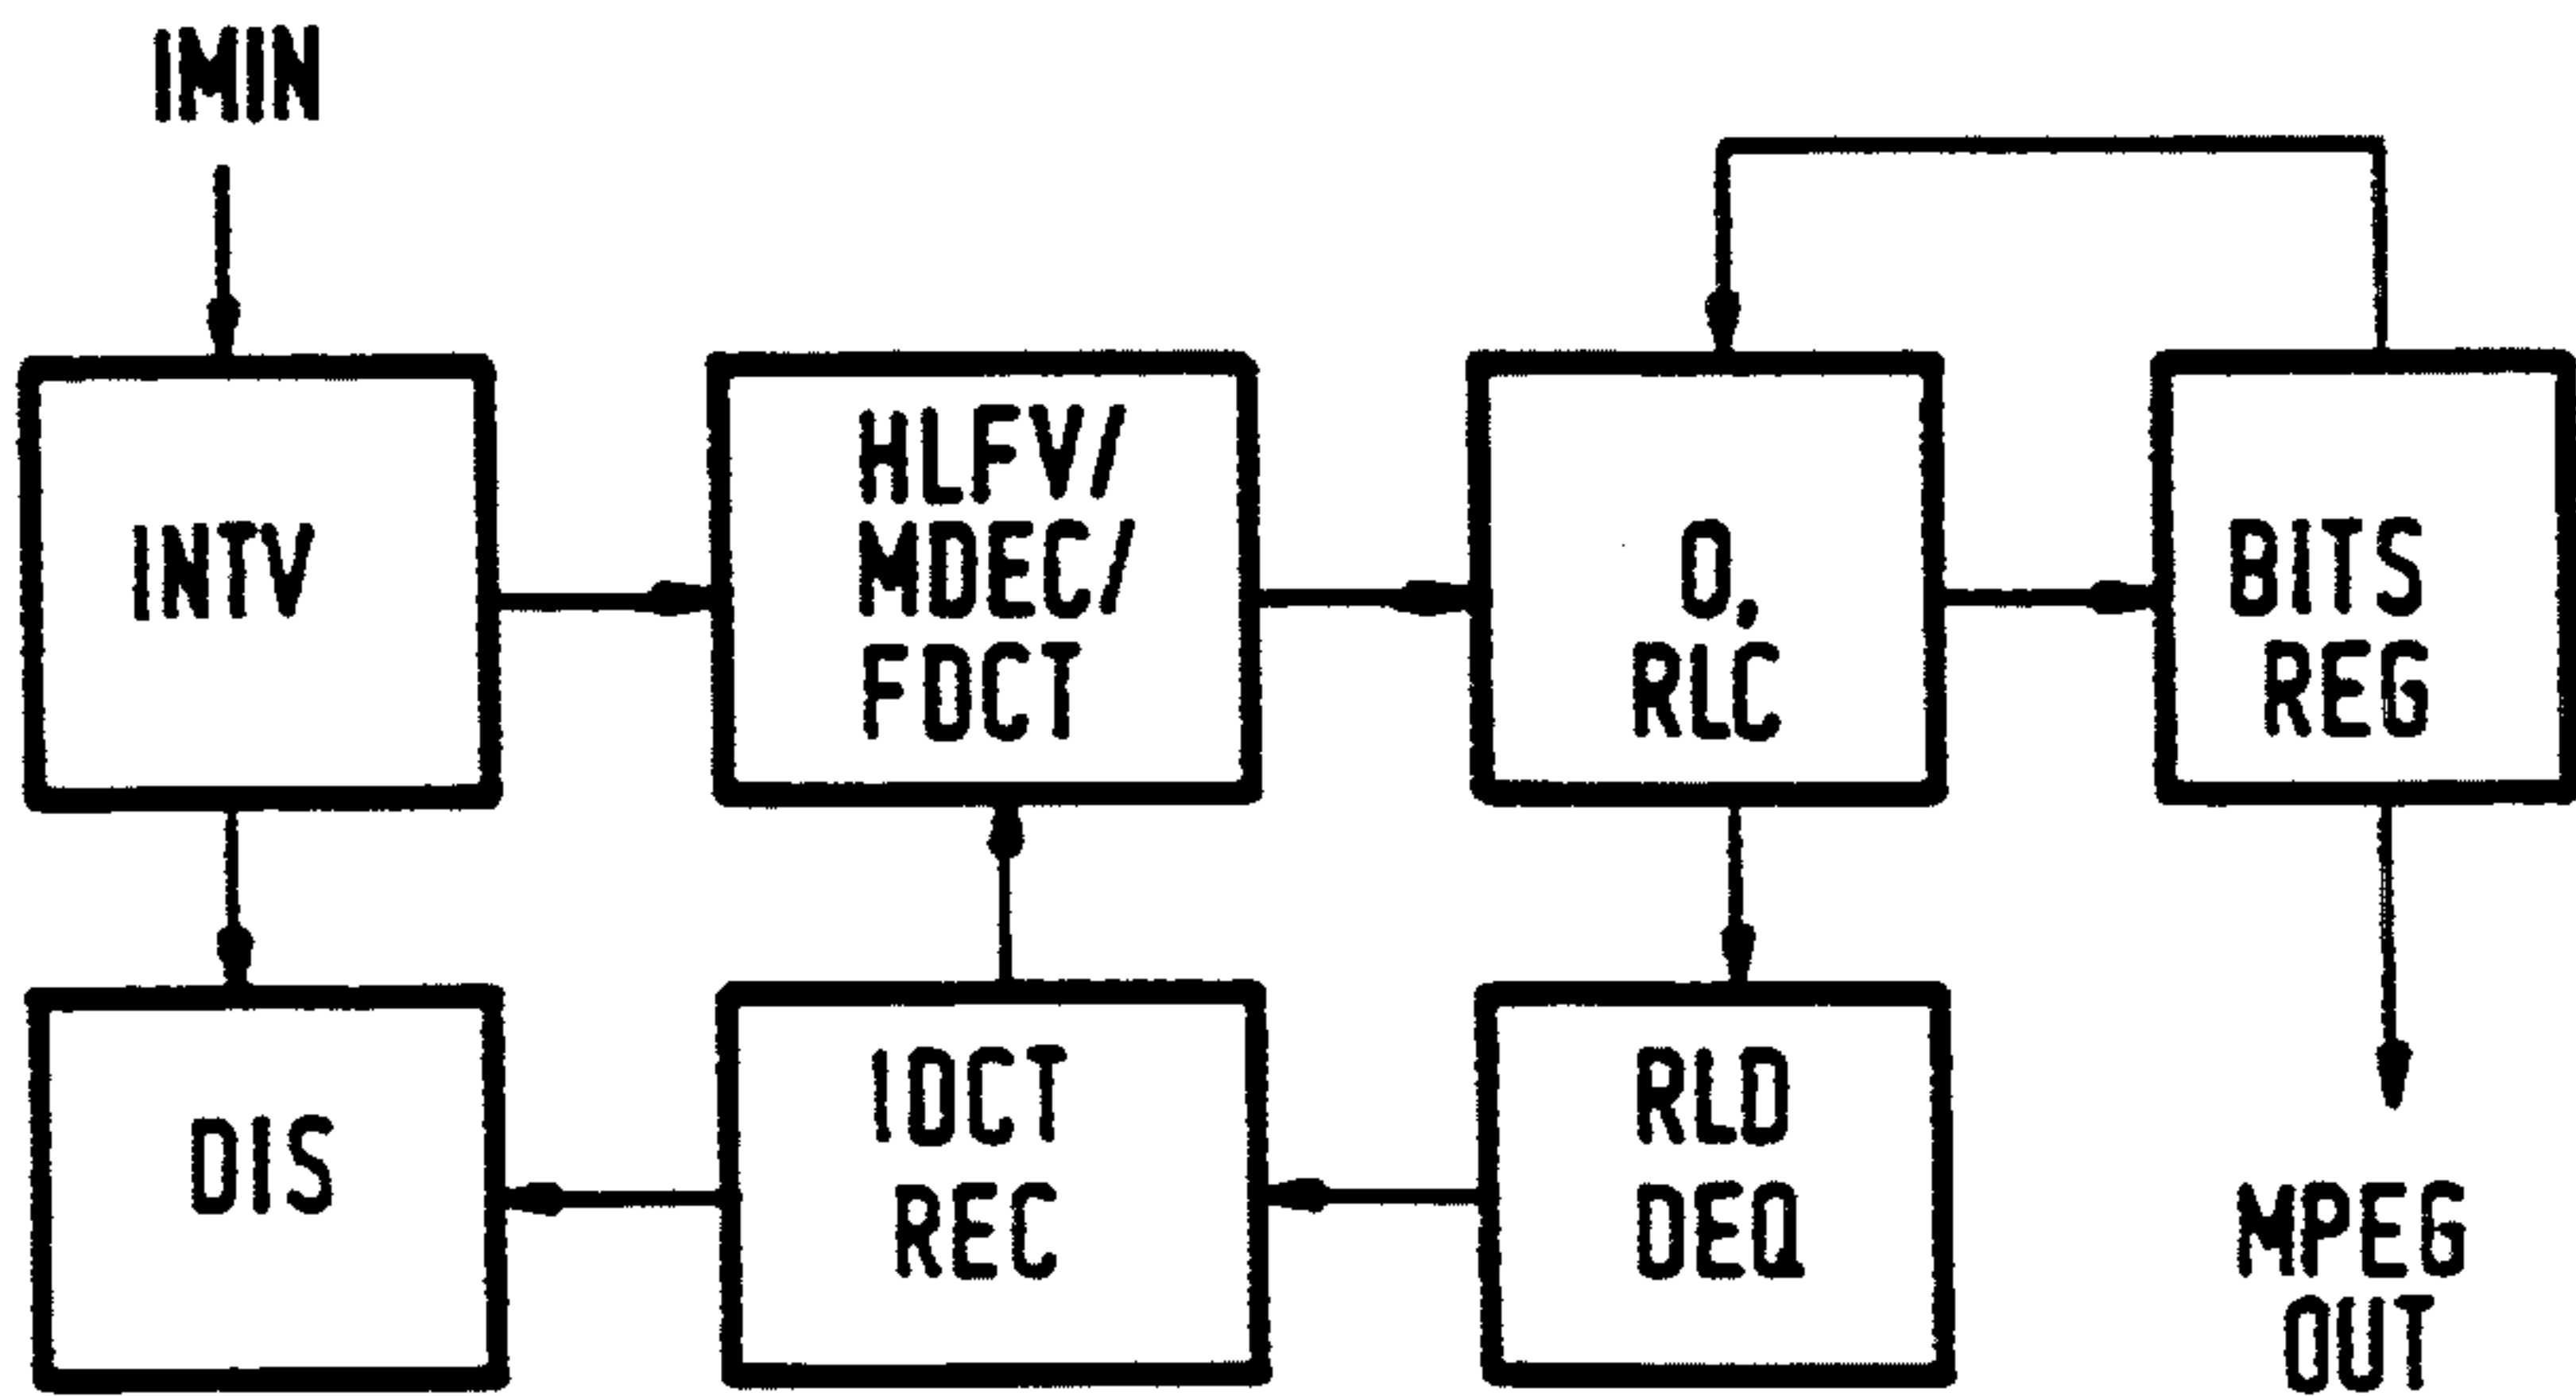 IMIN
INTV
HLFV/
MDEC/
FDCT
O,
RLC
BITS
REG
DIS
IDCT
REC
RLD
DEQ
MPEG
OUT